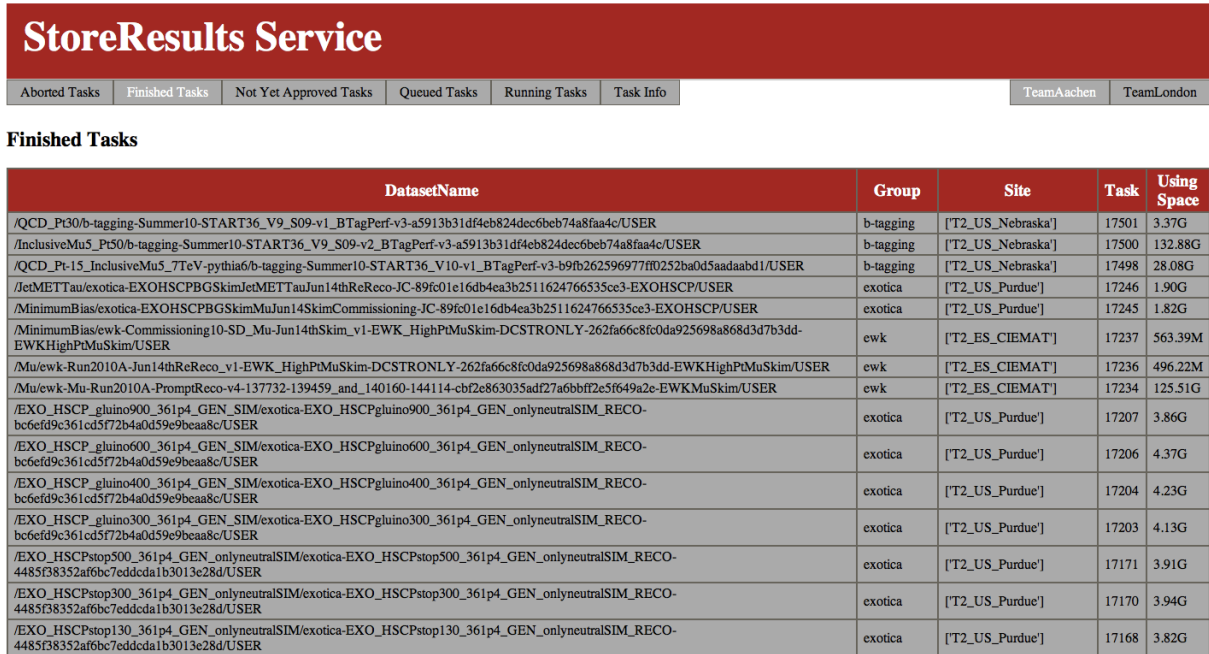 StoreResults Service
Aborted Tasks Finished Tasks Not Yet Approved Tasks Queued Tasks Running Tasks Task Info TeamAachen TeamLondon
Finished Tasks
DatasetName Group Site Task Using Space
/QCD_Pt30/b-tagging-Summer10-START36_V9_S09-v1_BTagPerf-v3-a5913b31df4eb824dec6beb74a8faa4c/USER b-tagging ['T2_US_Nebraska'] 17501 3.37G
/InclusiveMu5_Pt50/b-tagging-Summer10-START36_V9_S09-v2_BTagPerf-v3-a5913b31df4eb824dec6beb74a8faa4c/USER b-tagging ['T2_US_Nebraska'] 17500 132.88G
/QCD_Pt-15_InclusiveMu5_7TeV-pythia6/b-tagging-Summer10-START36_V10-v1_BTagPerf-v3-b9fb262596977ff0252ba0d5aadaabd1/USER b-tagging ['T2_US_Nebraska'] 17498 28.08G
/JetMETTau/exotica-EXOHSCPBGSkimJetMETTauJun14thReReco-JC-89fc01e16db4ea3b2511624766535ce3-EXOHSCP/USER exotica ['T2_US_Purdue'] 17246 1.90G
/MinimumBias/exotica-EXOHSCPBGSkimMuJun14SkimCommissioning-JC-89fc01e16db4ea3b2511624766535ce3-EXOHSCP/USER exotica ['T2_US_Purdue'] 17245 1.82G
/MinimumBias/ewk-Commissioning10-SD_Mu-Jun14thSkim_v1-EWK_HighPtMuSkim-DCSTRONLY-262fa66c8fc0da925698a868d3d7b3dd-
EWKHighPtMuSkim/USER ewk ['T2_ES_CIEMAT'] 17237 563.39M
/Mu/ewk-Run2010A-Jun14thReReco_v1-EWK_HighPtMuSkim-DCSTRONLY-262fa66c8fc0da925698a868d3d7b3dd-EWKHighPtMuSkim/USER ewk ['T2_ES_CIEMAT'] 17236 496.22M
/Mu/ewk-Mu-Run2010A-PromptReco-v4-137732-139459_and_140160-144114-cbf2e863035adf27a6bbff2e5f649a2e-EWKMuSkim/USER ewk ['T2_ES_CIEMAT'] 17234 125.51G
/EXO_HSCP_gluino900_361p4_GEN_SIM/exotica-EXO_HSCPgluino900_361p4_GEN_onlyneutralSIM_RECO-
bc6efd9c361cd5f72b4a0d59e9beaa8c/USER exotica ['T2_US_Purdue'] 17207 3.86G
/EXO_HSCP_gluino600_361p4_GEN_SIM/exotica-EXO_HSCPgluino600_361p4_GEN_onlyneutralSIM_RECO-
bc6efd9c361cd5f72b4a0d59e9beaa8c/USER exotica ['T2_US_Purdue'] 17206 4.37G
/EXO_HSCP_gluino400_361p4_GEN_SIM/exotica-EXO_HSCPgluino400_361p4_GEN_onlyneutralSIM_RECO-
bc6efd9c361cd5f72b4a0d59e9beaa8c/USER exotica ['T2_US_Purdue'] 17204 4.23G
/EXO_HSCP_gluino300_361p4_GEN_SIM/exotica-EXO_HSCPgluino300_361p4_GEN_onlyneutralSIM_RECO-
bc6efd9c361cd5f72b4a0d59e9beaa8c/USER exotica ['T2_US_Purdue'] 17203 4.13G
/EXO_HSCPstop500_361p4_GEN_onlyneutralSIM/exotica-EXO_HSCPstop500_361p4_GEN_onlyneutralSIM_RECO-
4485f38352af6bc7eddcda1b3013e28d/USER exotica ['T2_US_Purdue'] 17171 3.91G
/EXO_HSCPstop300_361p4_GEN_onlyneutralSIM/exotica-EXO_HSCPstop300_361p4_GEN_onlyneutralSIM_RECO-
4485f38352af6bc7eddcda1b3013e28d/USER exotica ['T2_US_Purdue'] 17170 3.94G
/EXO_HSCPstop130_361p4_GEN_onlyneutralSIM/exotica-EXO_HSCPstop130_361p4_GEN_onlyneutralSIM_RECO-
4485f38352af6bc7eddcda1b3013e28d/USER exotica ['T2_US_Purdue'] 17168 3.82G